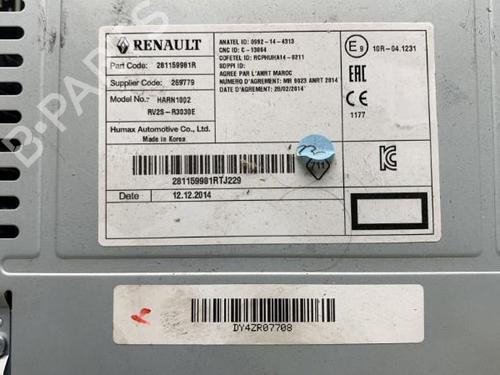 RENAULT
Part Code: 281159981R
Supplier Code: 269779
Model No.: HARN1002
RV2S-R3030E
Humax Automotive Co., Ltd.
Made in Korea
ANATEL ID: 0992-14-4313
CNC ID: C-13864
COFETEL ID: RCPHUHA14-0211
SDPPI ID:
AGREE PAR L'ANRT MAROC
NUMERO D'AGREMENT: MR 9023 ANRT 2014
DATE D'AGREMENT: 20/02/2014
E9
10R-04.1231
EAC
1177
281159981RTJ229
Date 12.12.2014
DY4ZR07708
B-PARTS